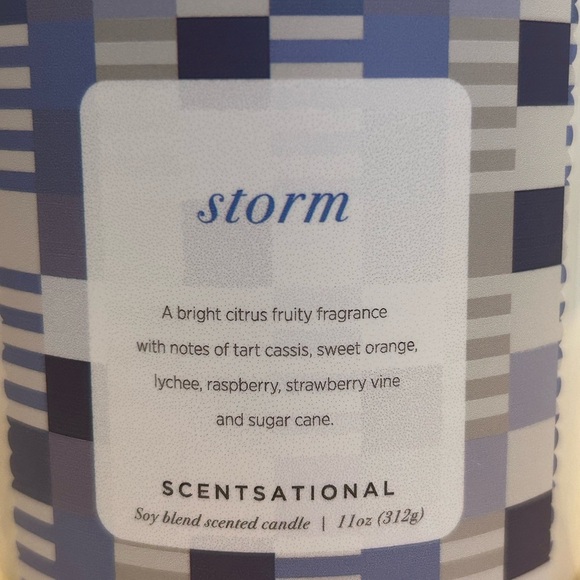 storm
A bright citrus fruity fragrance
with notes of tart cassis, sweet orange,
lychee, raspberry, strawberry vine
and sugar cane.
SCENTSATIONAL
Soy blend scented candle | 11oz (312g)